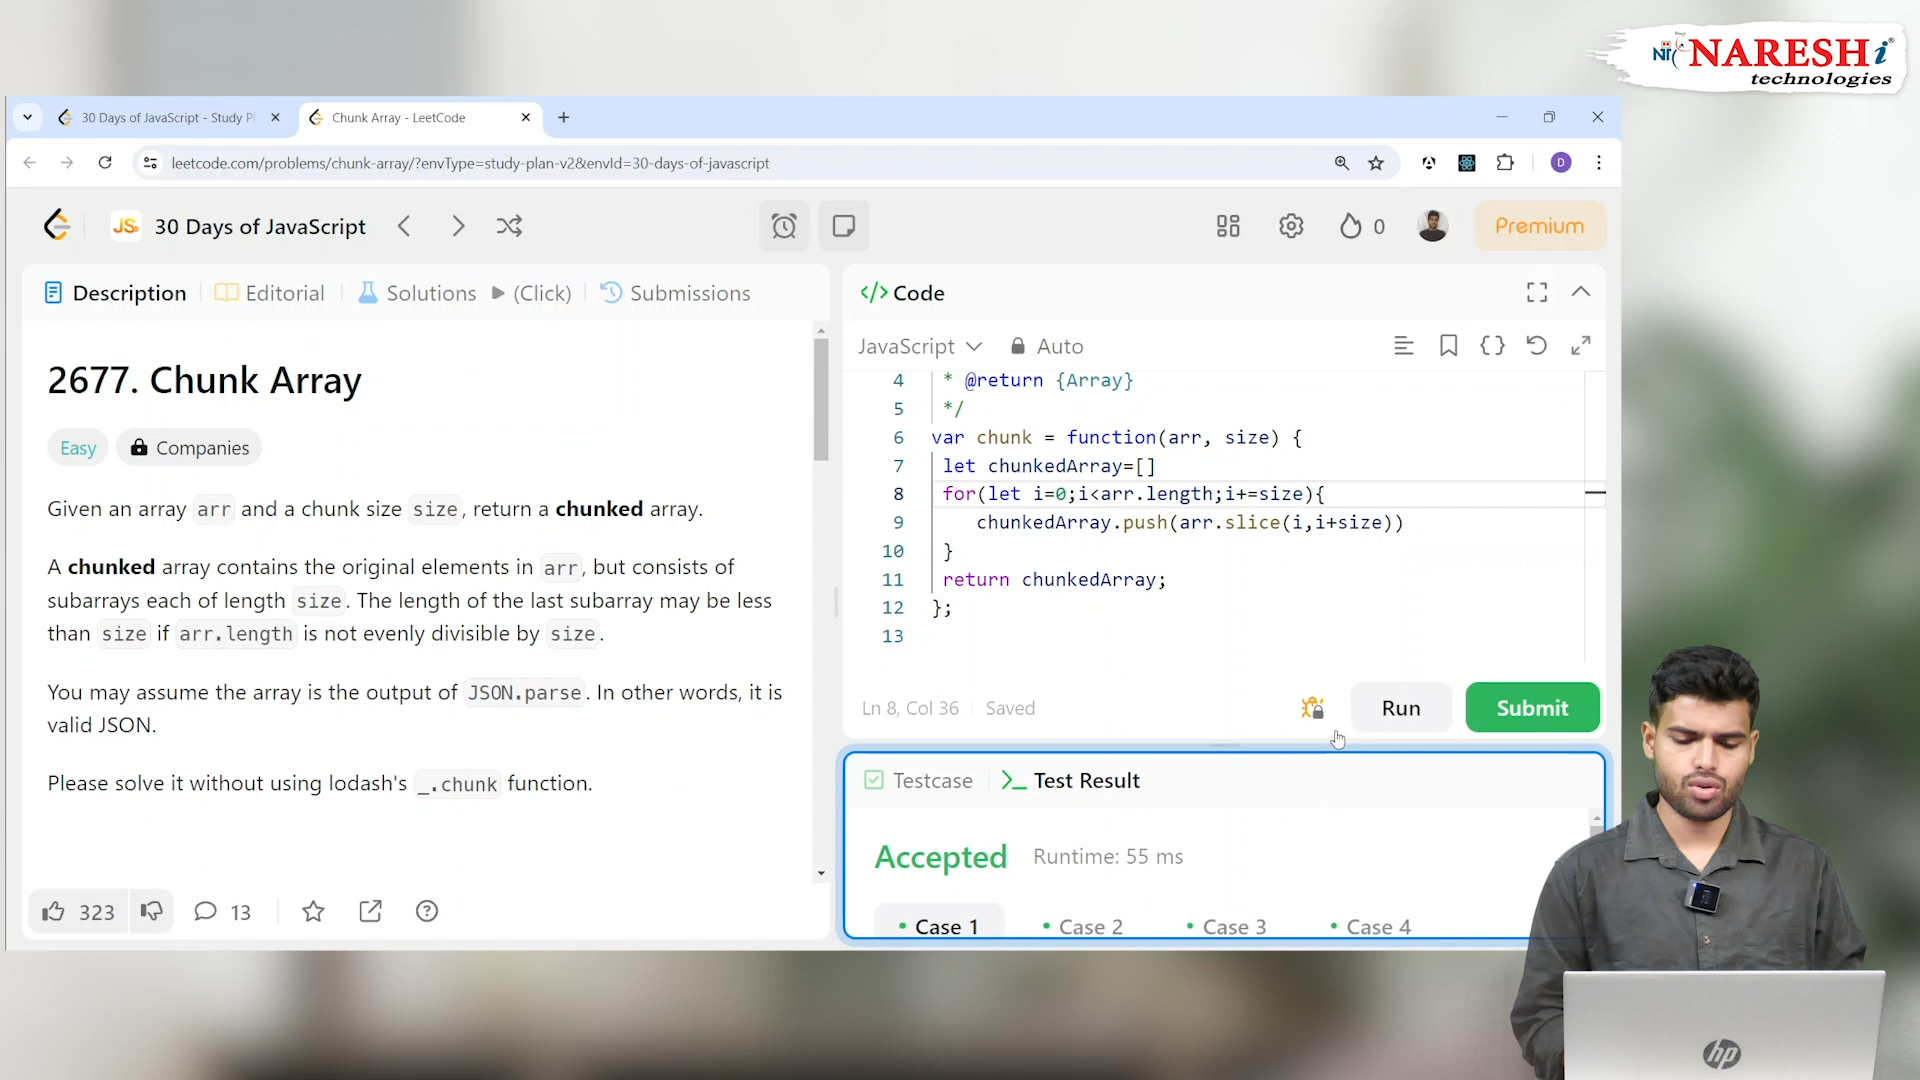 NT NARESH i
technologies
30 Days of JavaScript - Study P
Chunk Array - LeetCode
leetcode.com/problems/chunk-array/?envType=study-plan-v2&envId=30-days-of-javascript
D
JS 30 Days of JavaScript
0
Premium
Description
Editorial
Solutions
(Click)
Submissions
2677. Chunk Array
Easy
Companies
Given an array arr and a chunk size size, return a chunked array.
A chunked array contains the original elements in arr, but consists of
subarrays each of length size. The length of the last subarray may be less
than size if arr.length is not evenly divisible by size.
You may assume the array is the output of JSON.parse. In other words, it is
valid JSON.
Please solve it without using lodash's _.chunk function.
323
13
</> Code
JavaScript
Auto
4 * @return {Array}
5 */
6 var chunk = function(arr, size) {
7 let chunkedArray=[]
8 for(let i=0;i<arr.length;i+=size){
9 chunkedArray.push(arr.slice(i,i+size))
10 }
11 return chunkedArray;
12 };
13
Ln 8, Col 36
Saved
Run
Submit
Testcase
>_ Test Result
Accepted
Runtime: 55 ms
• Case 1
• Case 2
• Case 3
• Case 4
hp